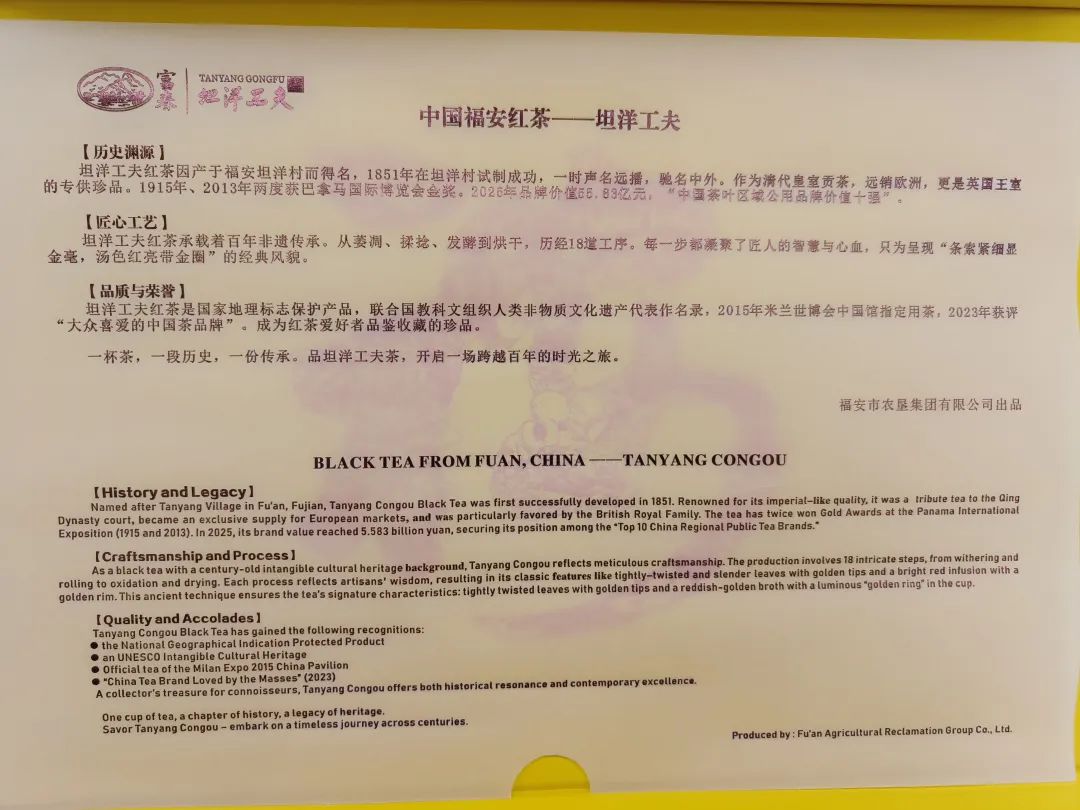 富春
TANYANG GONGFU
坦洋工夫
中国福安红茶——坦洋工夫
【历史渊源】
坦洋工夫红茶因产于福安坦洋村而得名，1851年在坦洋村试制成功，一时声名远播，驰名中外。作为清代皇室贡茶，远销欧洲，更是英国王室
的专供珍品。1915年、2013年两度获巴拿马国际博览会金奖。2025年品牌价值55.83亿元，“中国茶叶区域公用品牌价值十强”。
【匠心工艺】
坦洋工夫红茶承载着百年非遗传承。从萎凋、揉捻、发酵到烘干，历经18道工序。每一步都凝聚了匠人的智慧与心血，只为呈现“条索紧细显
金毫，汤色红亮带金圈”的经典风貌。
【品质与荣誉】
坦洋工夫红茶是国家地理标志保护产品，联合国教科文组织人类非物质文化遗产代表作名录，2015年米兰世博会中国馆指定用茶，2023年获评
“大众喜爱的中国茶品牌”。成为红茶爱好者品鉴收藏的珍品。
一杯茶，一段历史，一份传承。品坦洋工夫茶，开启一场跨越百年的时光之旅。
福安市农垦集团有限公司出品
BLACK TEA FROM FUAN, CHINA ——TANYANG CONGOU
【History and Legacy】
Named after Tanyang Village in Fu'an, Fujian, Tanyang Congou Black Tea was first successfully developed in 1851. Renowned for its imperial-like quality, it was a tribute tea to the Qing
Dynasty court, became an exclusive supply for European markets, and was particularly favored by the British Royal Family. The tea has twice won Gold Awards at the Panama International
Exposition (1915 and 2013). In 2025, its brand value reached 5.583 billion yuan, securing its position among the “Top 10 China Regional Public Tea Brands.”
【Craftsmanship and Process】
As a black tea with a century-old intangible cultural heritage background, Tanyang Congou reflects meticulous craftsmanship. The production involves 18 intricate steps, from withering and
rolling to oxidation and drying. Each process reflects artisans' wisdom, resulting in its classic features like tightly-twisted and slender leaves with golden tips and a bright red infusion with a
golden rim. This ancient technique ensures the tea's signature characteristics: tightly twisted leaves with golden tips and a reddish-golden broth with a luminous “golden ring” in the cup.
【Quality and Accolades】
Tanyang Congou Black Tea has gained the following recognitions:
● the National Geographical Indication Protected Product
● an UNESCO Intangible Cultural Heritage
● Official tea of the Milan Expo 2015 China Pavilion
● “China Tea Brand Loved by the Masses” (2023)
A collector's treasure for connoisseurs, Tanyang Congou offers both historical resonance and contemporary excellence.
One cup of tea, a chapter of history, a legacy of heritage.
Savor Tanyang Congou – embark on a timeless journey across centuries.
Produced by : Fu'an Agricultural Reclamation Group Co., Ltd.